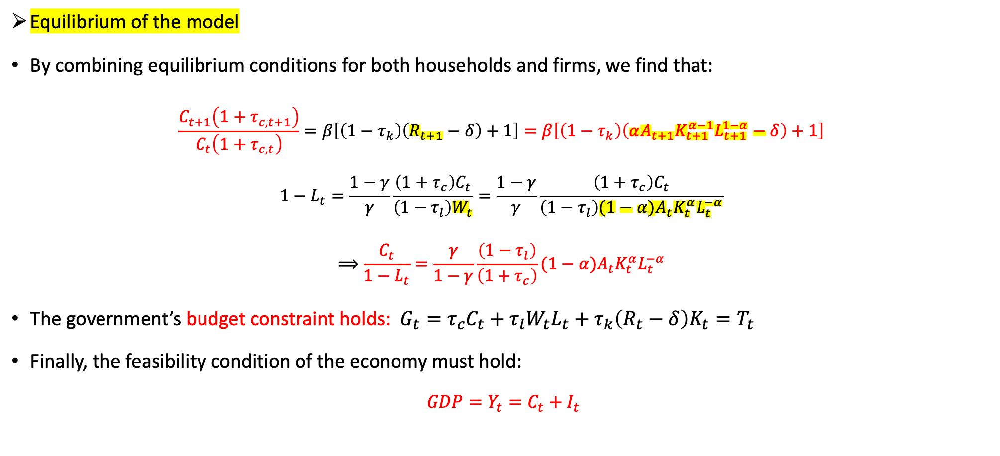 ➢ Equilibrium of the model
• By combining equilibrium conditions for both households and firms, we find that:
\frac{C_{t+1}(1+\tau_{c,t+1})}{C_t(1+\tau_{c,t})} = \beta[(1-\tau_k)(R_{t+1}-\delta)+1] = \beta[(1-\tau_k)(\alpha A_{t+1}K_{t+1}^{\alpha-1}L_{t+1}^{1-\alpha}-\delta)+1]
1-L_t = \frac{1-\gamma}{\gamma}\frac{(1+\tau_c)C_t}{(1-\tau_l)W_t} = \frac{1-\gamma}{\gamma}\frac{(1+\tau_c)C_t}{(1-\tau_l)(1-\alpha)A_tK_t^{\alpha}L_t^{-\alpha}}
\Longrightarrow \frac{C_t}{1-L_t} = \frac{\gamma}{1-\gamma}\frac{(1-\tau_l)}{(1+\tau_c)}(1-\alpha)A_tK_t^{\alpha}L_t^{-\alpha}
• The government's budget constraint holds: G_t = \tau_cC_t + \tau_lW_tL_t + \tau_k(R_t-\delta)K_t = T_t
• Finally, the feasibility condition of the economy must hold:
GDP = Y_t = C_t + I_t